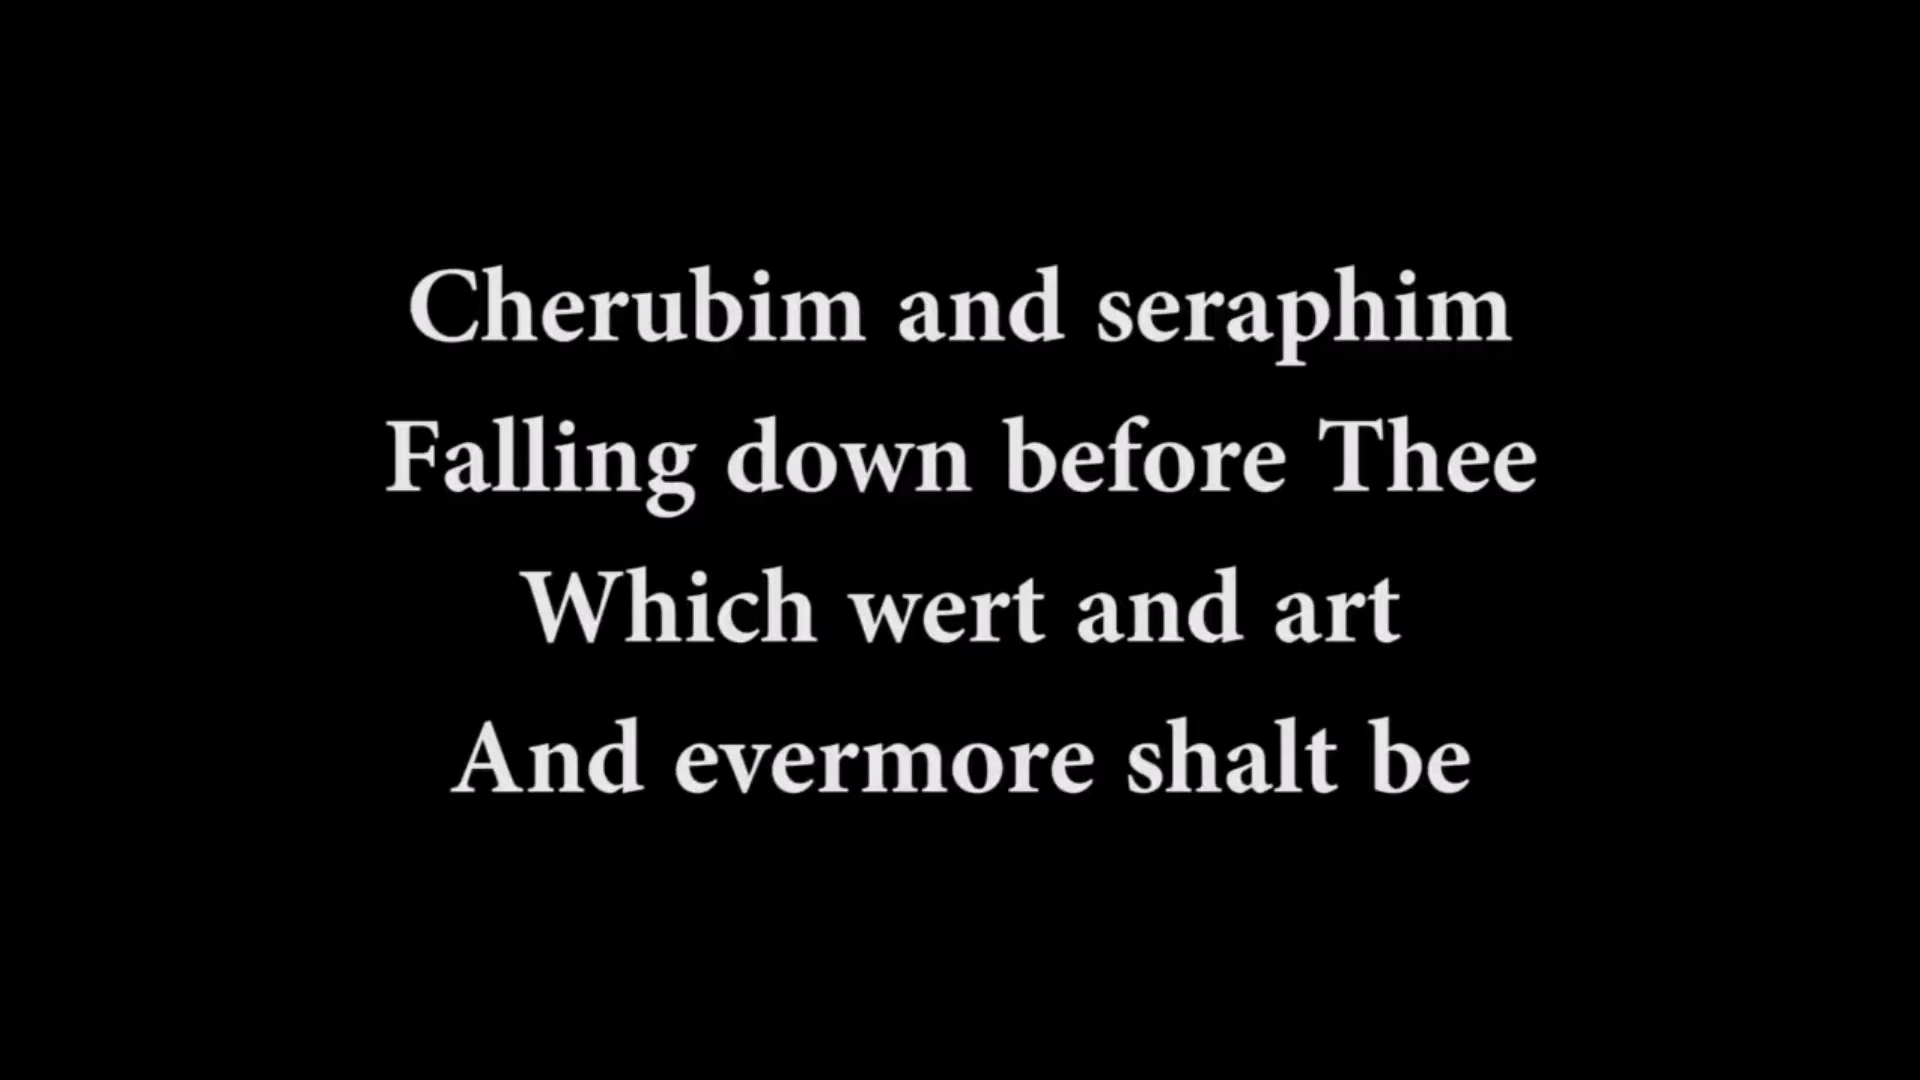 Cherubim and seraphim
Falling down before Thee
Which wert and art
And evermore shalt be